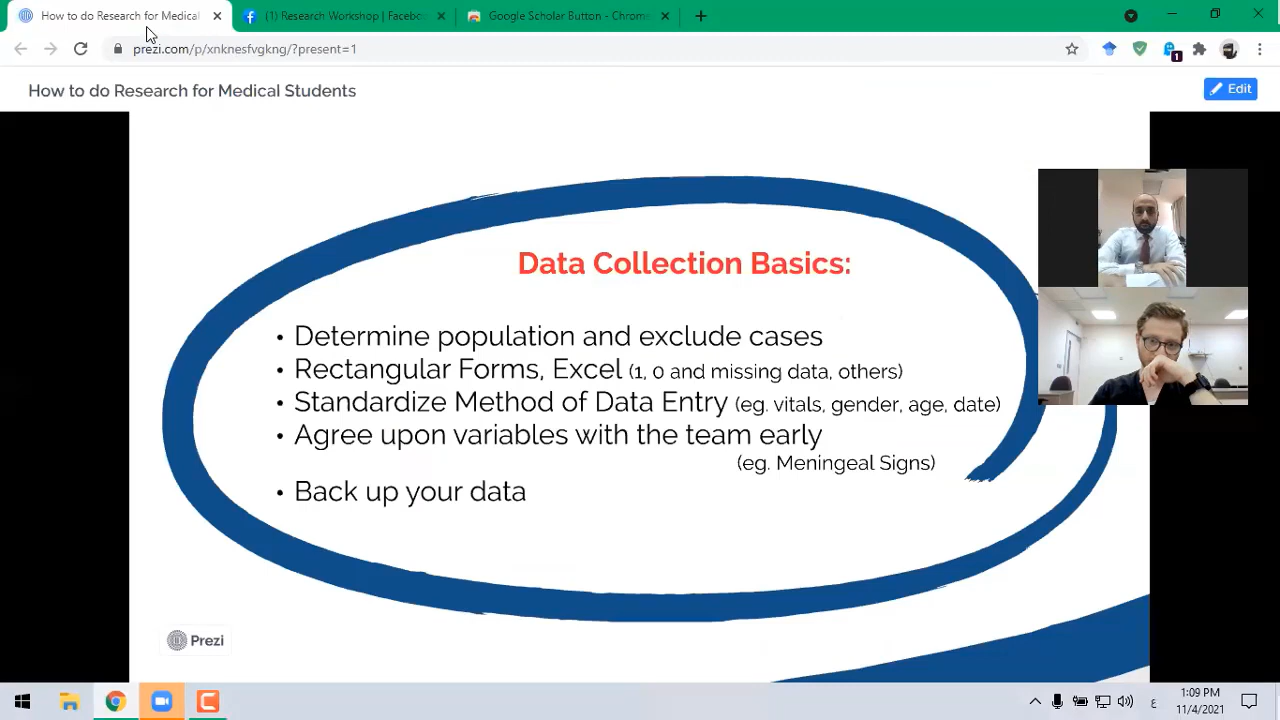 How to do Research for Medical
(1) Research Workshop | Facebo
Google Scholar Button - Chrome
prezi.com/p/xnknesfvgkng/?present=1
1
How to do Research for Medical Students
Edit
Data Collection Basics:
• Determine population and exclude cases
• Rectangular Forms, Excel (1, 0 and missing data, others)
• Standardize Method of Data Entry (eg. vitals, gender, age, date)
• Agree upon variables with the team early
(eg. Meningeal Signs)
• Back up your data
Prezi
ع
1:09 PM
11/4/2021